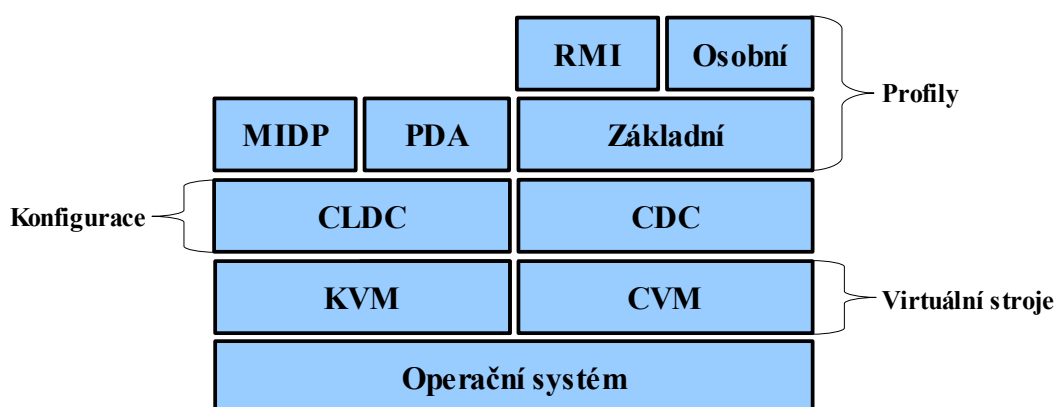 RMI
Osobní
Profily
MIDP
PDA
Základní
Konfigurace
CLDC
CDC
KVM
CVM
Virtuální stroje
Operační systém